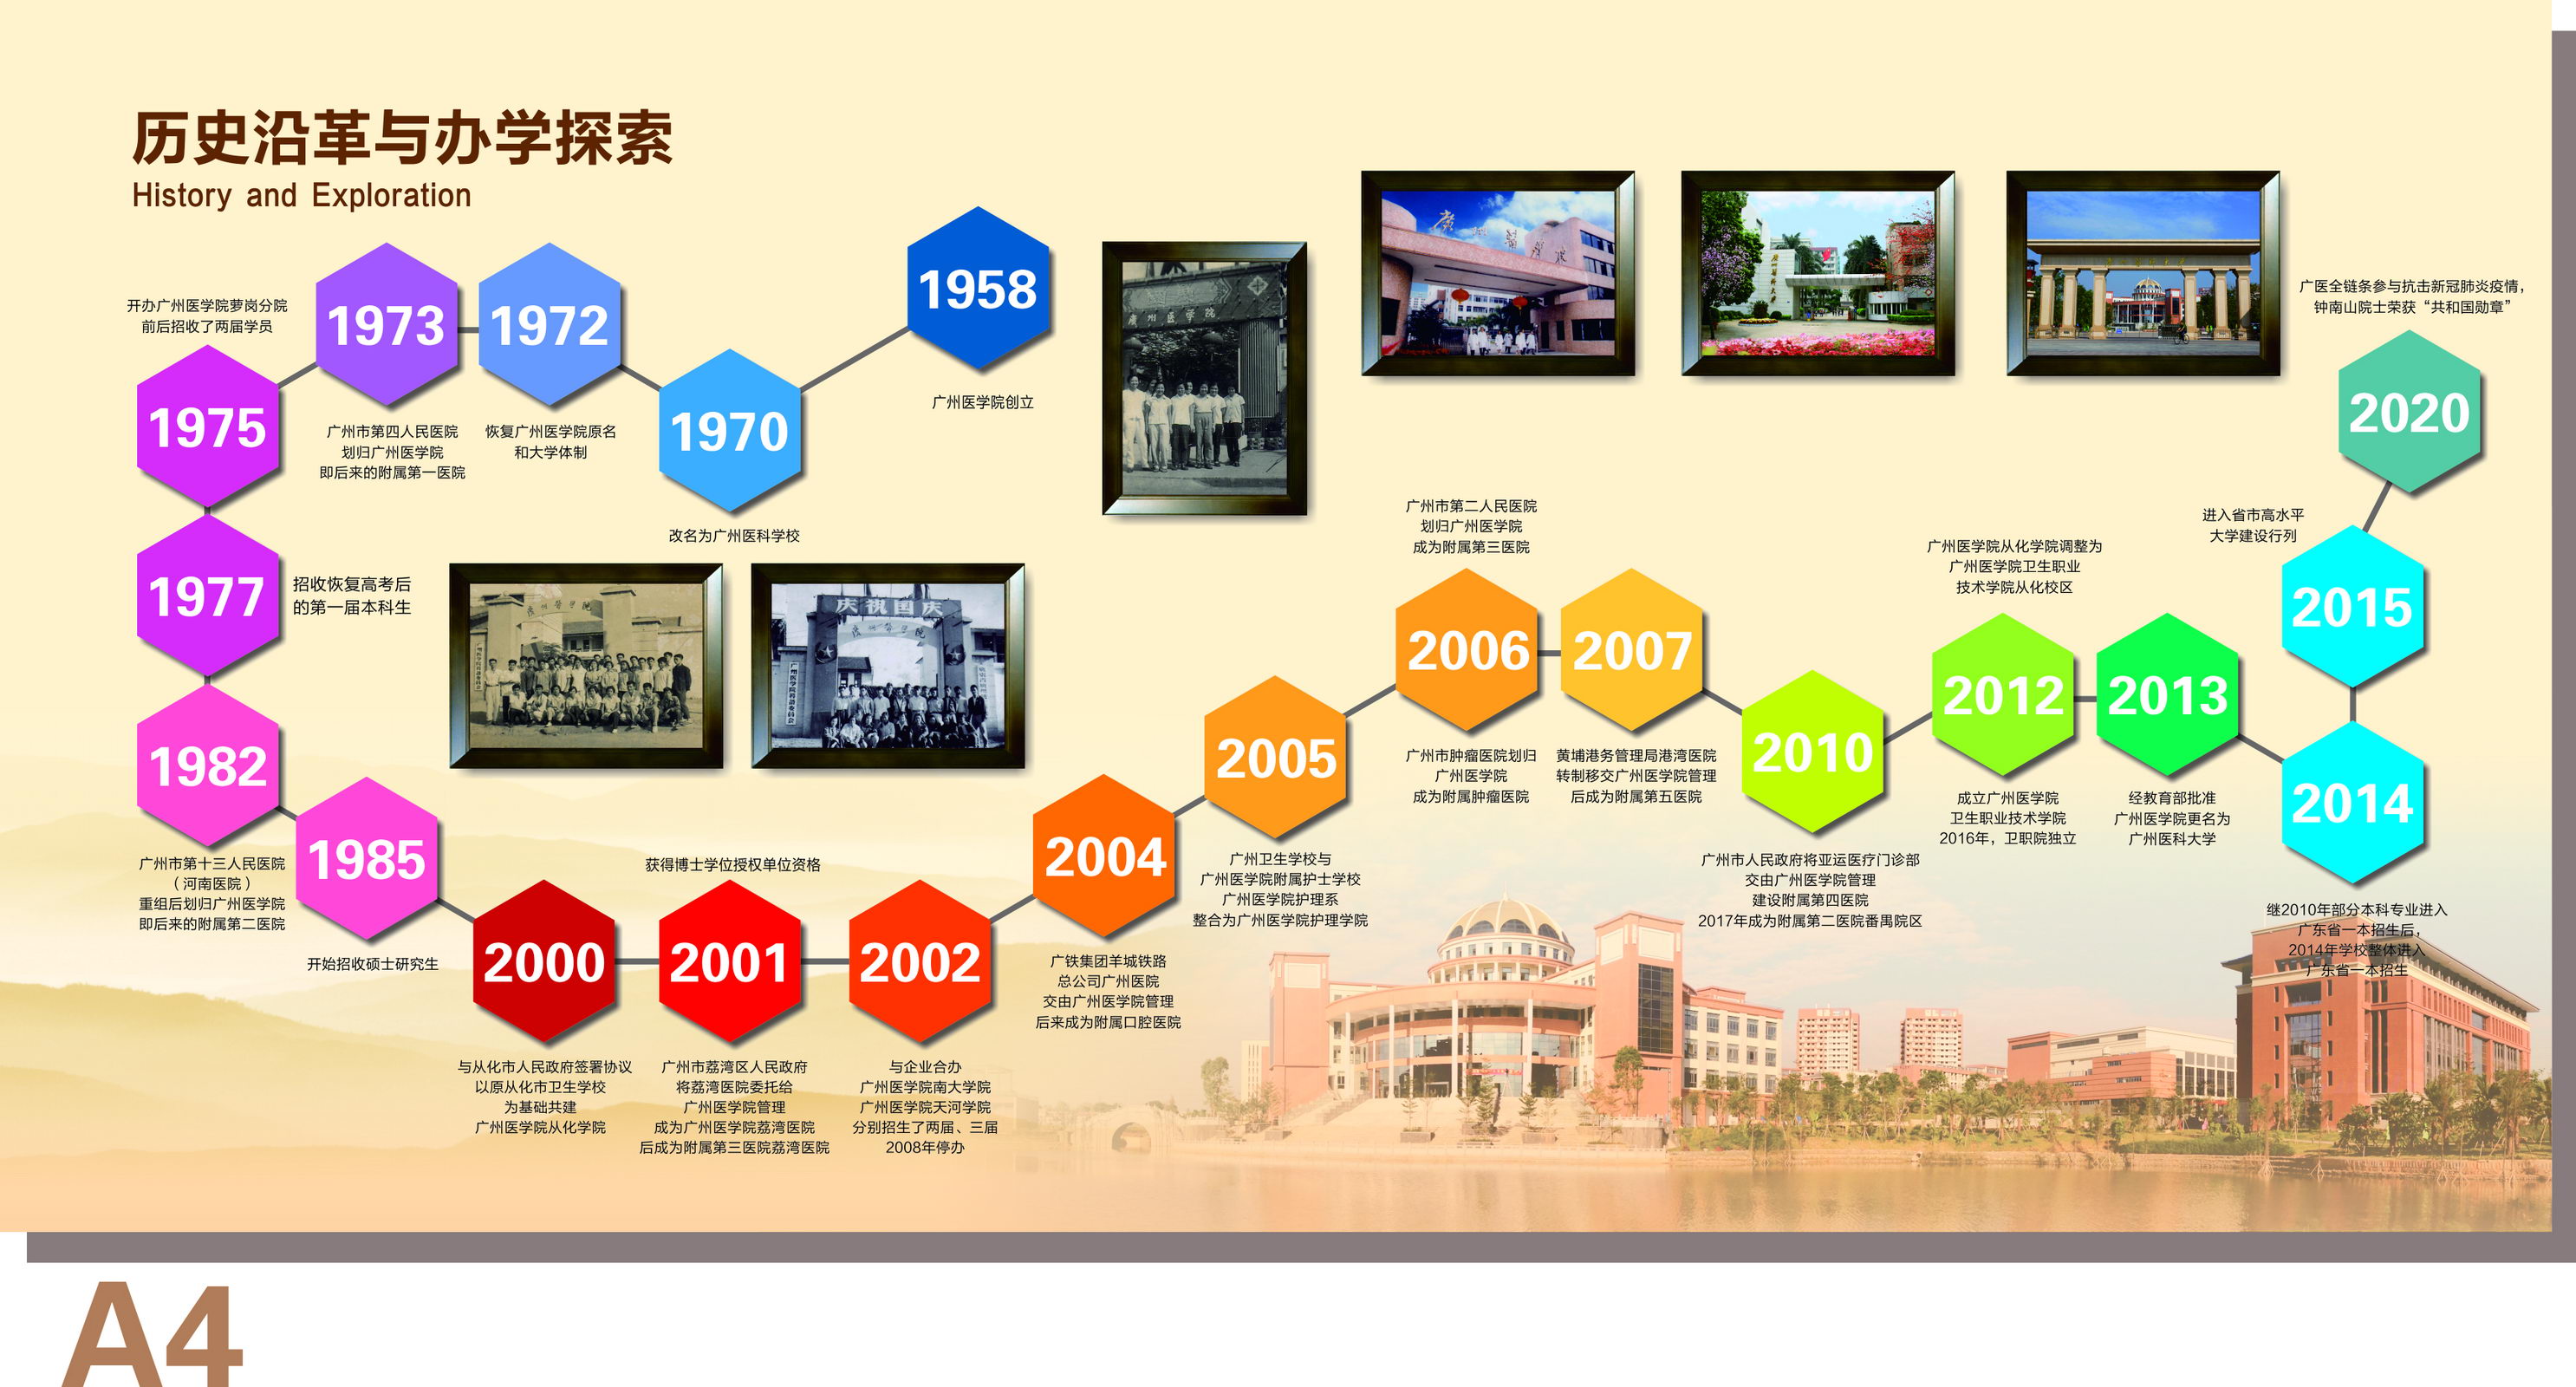 历史沿革与办学探索
History and Exploration
1958
广州医学院创立
1970
改名为广州医科学校
1972
恢复广州医学院原名
和大学体制
1973
广州市第四人民医院
划归广州医学院
即后来的附属第一医院
开办广州医学院萝岗分院
前后招收了两届学员
1975
1977
招收恢复高考后
的第一届本科生
1982
广州市第十三人民医院
（河南医院）
重组后划归广州医学院
即后来的附属第二医院
1985
开始招收硕士研究生
2000
与从化市人民政府签署协议
以原从化市卫生学校
为基础共建
广州医学院从化学院
获得博士学位授权单位资格
2001
广州市荔湾区人民政府
将荔湾医院委托给
广州医学院管理
成为广州医学院荔湾医院
后成为附属第三医院荔湾医院
2002
与企业合办
广州医学院南大学院
广州医学院天河学院
分别招生了两届、三届
2008年停办
2004
广铁集团羊城铁路
总公司广州医院
交由广州医学院管理
后来成为附属口腔医院
2005
广州卫生学校与
广州医学院附属护士学校
广州医学院护理系
整合为广州医学院护理学院
广州市第二人民医院
划归广州医学院
成为附属第三医院
2006
广州市肿瘤医院划归
广州医学院
成为附属肿瘤医院
2007
黄埔港务管理局港湾医院
转制移交广州医学院管理
后成为附属第五医院
2010
广州市人民政府将亚运医疗门诊部
交由广州医学院管理
建设附属第四医院
2017年成为附属第二医院番禺院区
广州医学院从化学院调整为
广州医学院卫生职业
技术学院从化校区
2012
成立广州医学院
卫生职业技术学院
2016年，卫职院独立
2013
经教育部批准
广州医学院更名为
广州医科大学
2014
继2010年部分本科专业进入
广东省一本招生后，
2014年学校整体进入
广东省一本招生
进入省市高水平
大学建设行列
2015
广医全链条参与抗击新冠肺炎疫情，
钟南山院士荣获“共和国勋章”
2020
廣州医学院
广州醫学院
庆祝国庆
广州醫学院
A4